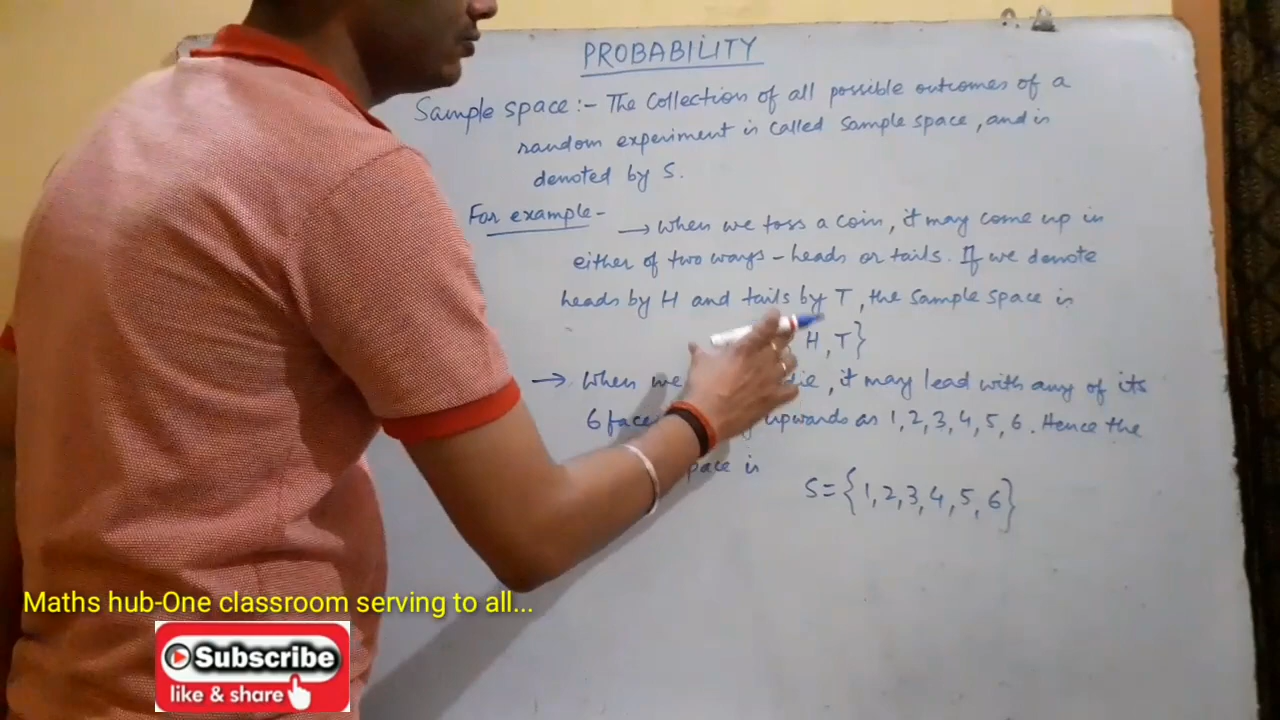 PROBABILITY
Sample space :- The collection of all possible outcomes of a
random experiment is called sample space, and is
denoted by S.
For example -
→ When we toss a coin, it may come up in
either of two ways - heads or tails. If we denote
heads by H and tails by T, the sample space is
H, T}
→ When we die, it may lead with any of its
6 upwards as 1, 2, 3, 4, 5, 6. Hence the
is
S = {1, 2, 3, 4, 5, 6}
Maths hub-One classroom serving to all...
Subscribe
like & share